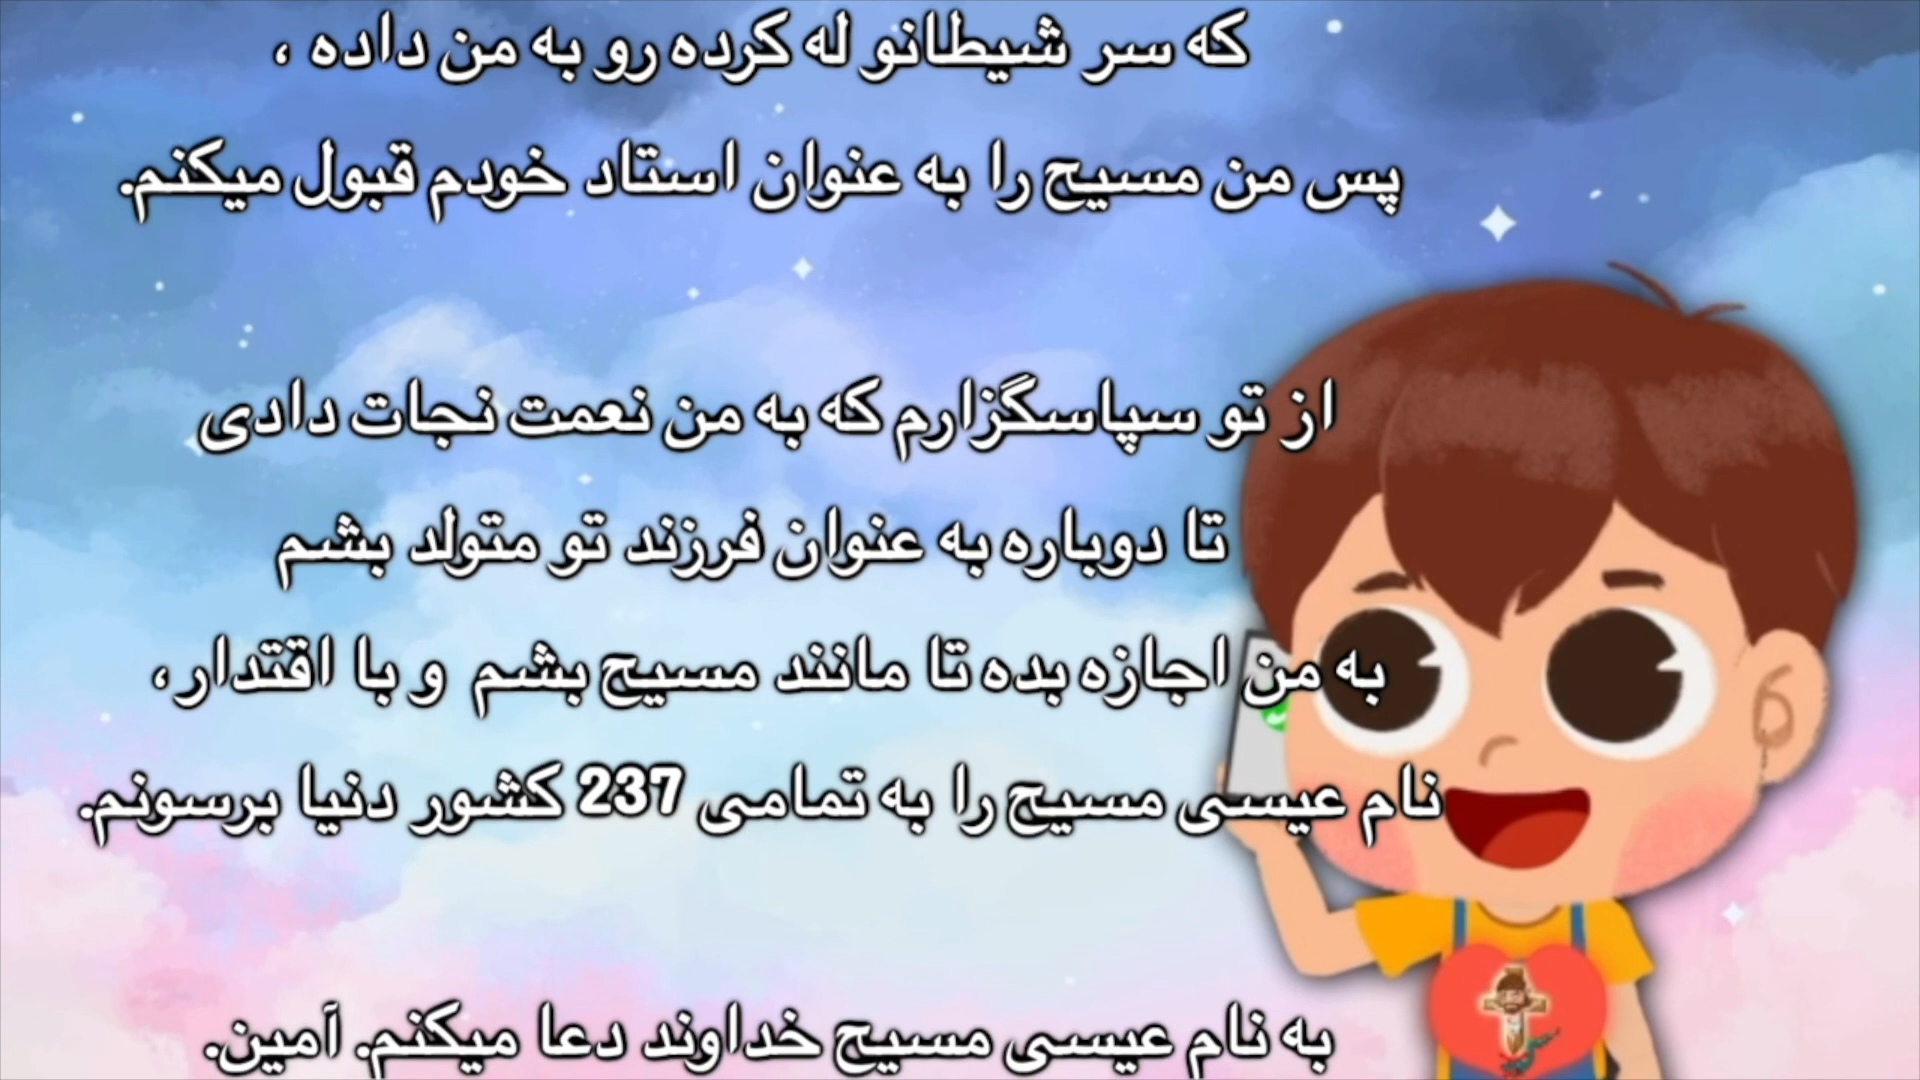 که سر شیطانو له کرده رو به من داده ،
پس من مسیح را به عنوان استاد خودم قبول میکنم.
از تو سپاسگزارم که به من نعمت نجات دادی
تا دوباره به عنوان فرزند تو متولد بشم
به من اجازه بده تا مانند مسیح بشم و با اقتدار،
نام عیسی مسیح را به تمامی 237 کشور دنیا برسونم.
به نام عیسی مسیح خداوند دعا میکنم. آمین.